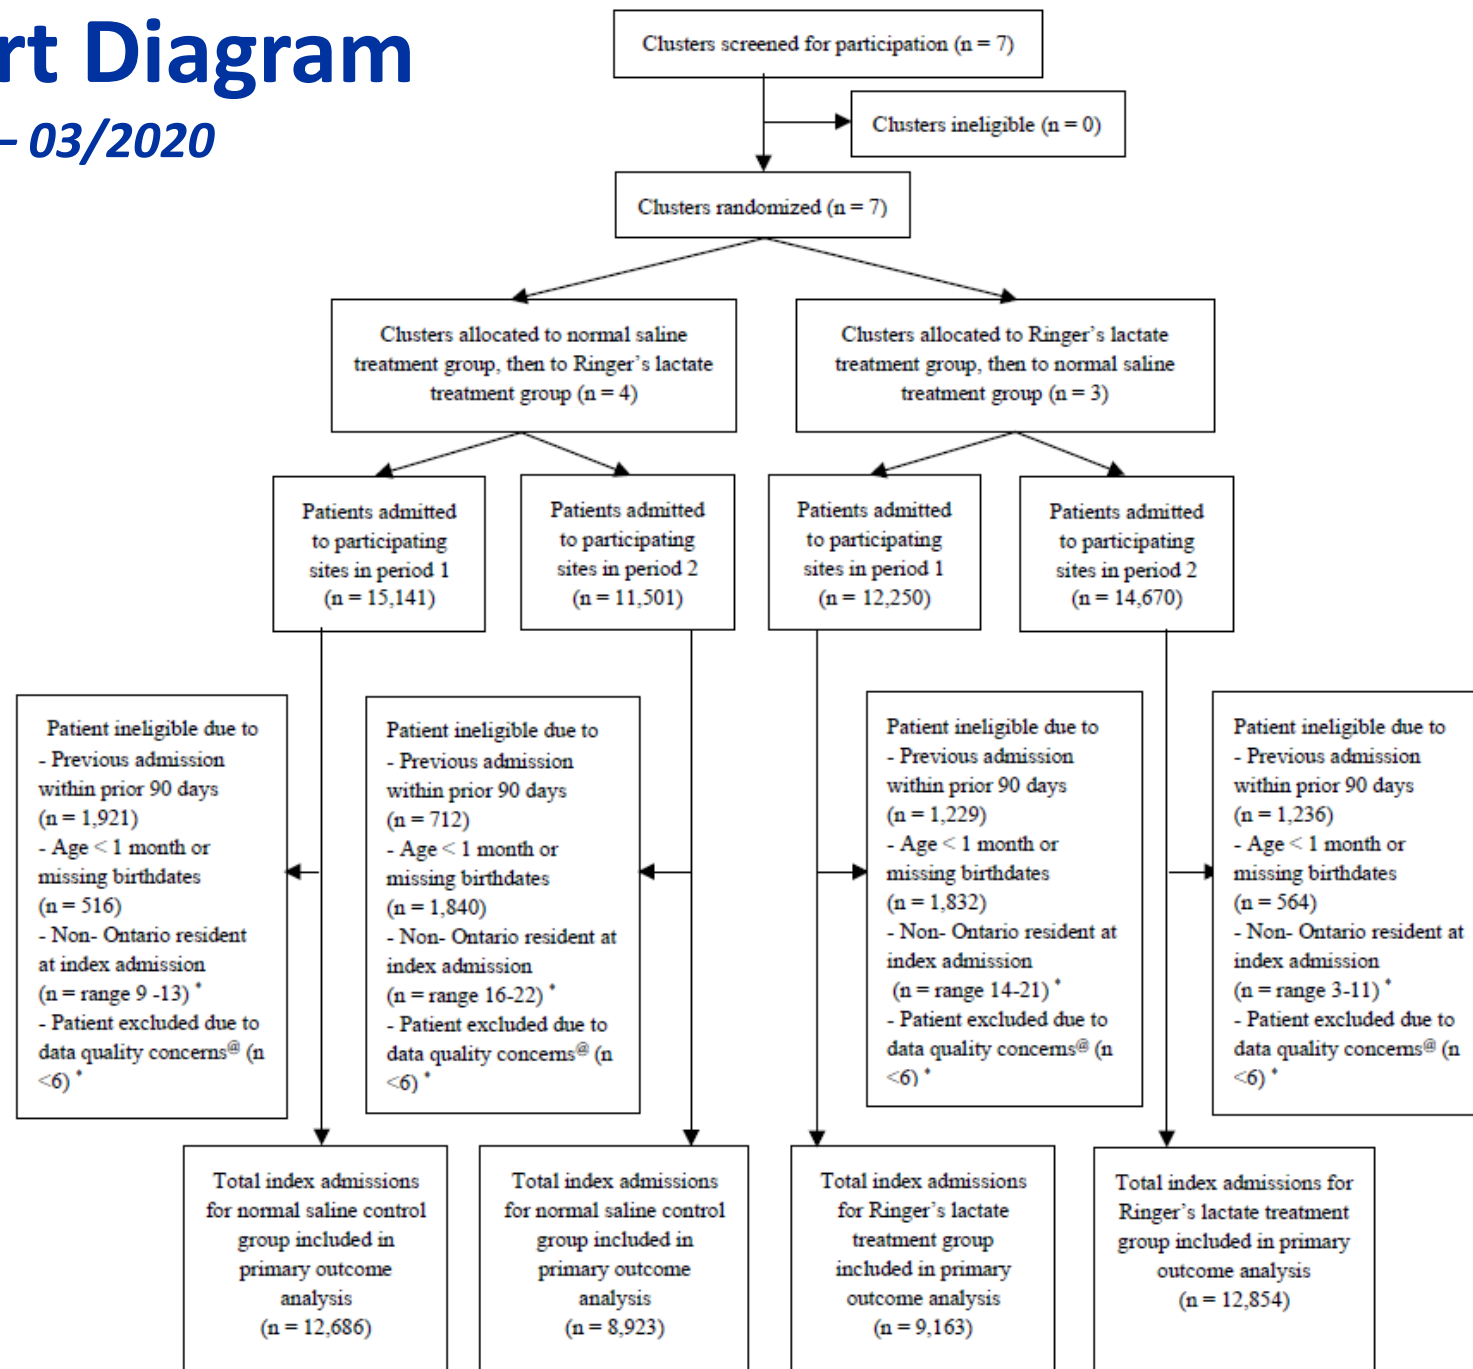 rt Diagram
– 03/2020
Clusters screened for participation (n = 7)
Clusters ineligible (n = 0)
Clusters randomized (n = 7)
Clusters allocated to normal saline
treatment group, then to Ringer's lactate
treatment group (n = 4)
Clusters allocated to Ringer's lactate
treatment group, then to normal saline
treatment group (n = 3)
Patients admitted
to participating
sites in period 1
(n = 15,141)
Patients admitted
to participating
sites in period 2
(n = 11,501)
Patients admitted
to participating
sites in period 1
(n = 12,250)
Patients admitted
to participating
sites in period 2
(n = 14,670)
Patient ineligible due to
- Previous admission
within prior 90 days
(n = 1,921)
- Age < 1 month or
missing birthdates
(n = 516)
- Non- Ontario resident
at index admission
(n = range 9 -13) *
- Patient excluded due to
data quality concerns@ (n
<6) *
Patient ineligible due to
- Previous admission
within prior 90 days
(n = 712)
- Age < 1 month or
missing birthdates
(n = 1,840)
- Non- Ontario resident at
index admission
(n = range 16-22) *
- Patient excluded due to
data quality concerns@ (n
<6) *
Patient ineligible due to
- Previous admission
within prior 90 days
(n = 1,229)
- Age < 1 month or
missing birthdates
(n = 1,832)
- Non- Ontario resident at
index admission
(n = range 14-21) *
- Patient excluded due to
data quality concerns@ (n
<6) *
Patient ineligible due to
- Previous admission
within prior 90 days
(n = 1,236)
- Age < 1 month or
missing birthdates
(n = 564)
- Non- Ontario resident at
index admission
(n = range 3-11) *
- Patient excluded due to
data quality concerns@ (n
<6) *
Total index admissions
for normal saline control
group included in
primary outcome
analysis
(n = 12,686)
Total index admissions
for normal saline control
group included in
primary outcome
analysis
(n = 8,923)
Total index admissions
for Ringer's lactate
treatment group
included in primary
outcome analysis
(n = 9,163)
Total index admissions for
Ringer's lactate treatment
group included in primary
outcome analysis
(n = 12,854)